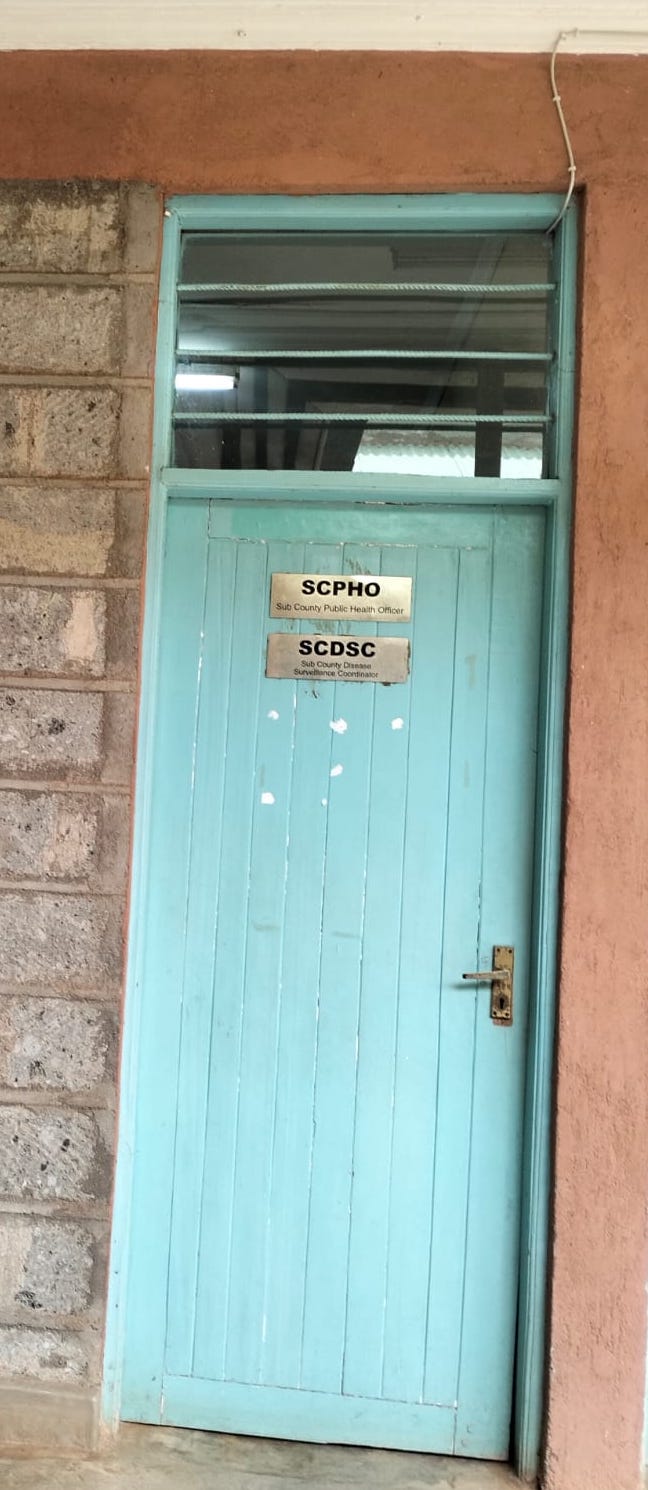 SCPHO
Sub County Public Health Officer
SCDSC
Sub County Disease
Surveillance Coordinator